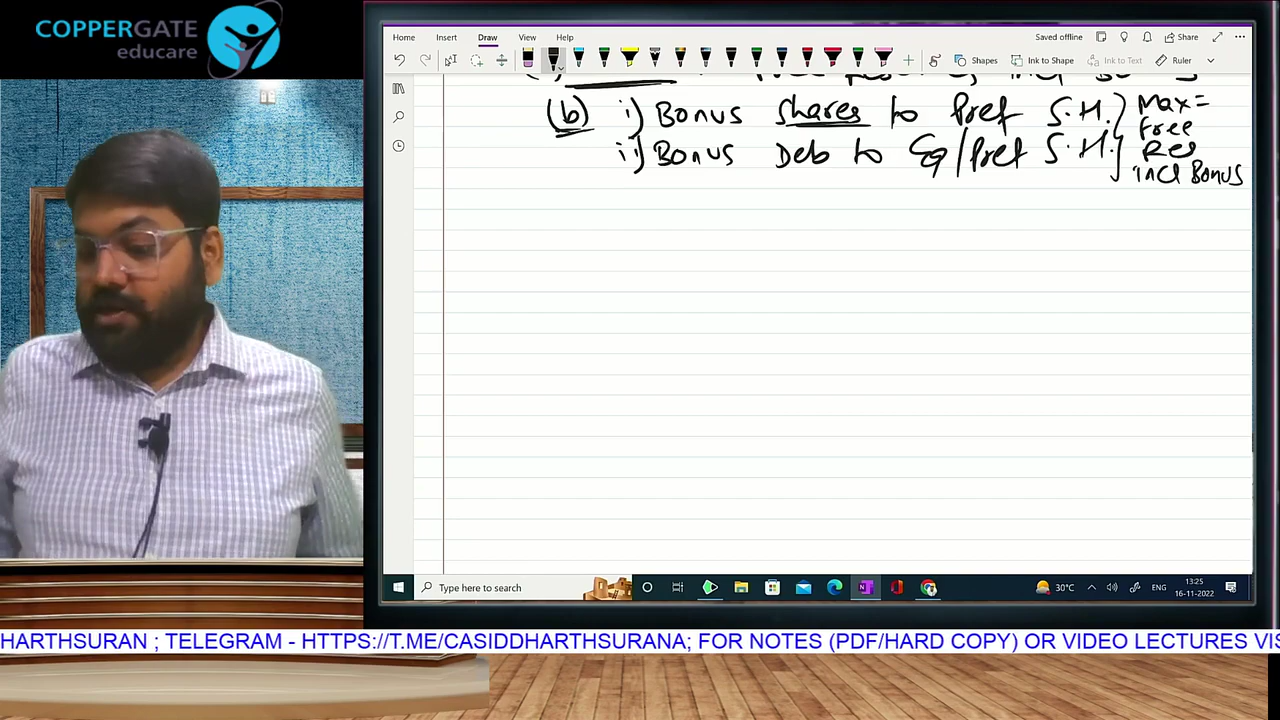 COPPERGATE
educare
Home Insert Draw View Help
Saved offline
Share
Shapes
Ink to Shape
Ink to Text
Ruler
(b) i) Bonus shares to Pref S.H.
ii) Bonus Deb to Eq/Pref S.H.
Max =
Free
Res
incl Bonus
Type here to search
30°C
ENG
13:25
16-11-2022
HARTHSURAN ; TELEGRAM - HTTPS://T.ME/CASIDDHARTHSURANA; FOR NOTES (PDF/HARD COPY) OR VIDEO LECTURES VIS